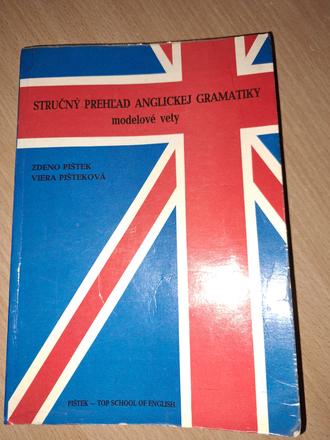 STRUČNÝ PREHĽAD ANGLICKEJ GRAMATIKY
modelové vety
ZDENO PIŠTEK
VIERA PIŠTEKOVÁ
PIŠTEK – TOP SCHOOL OF ENGLISH